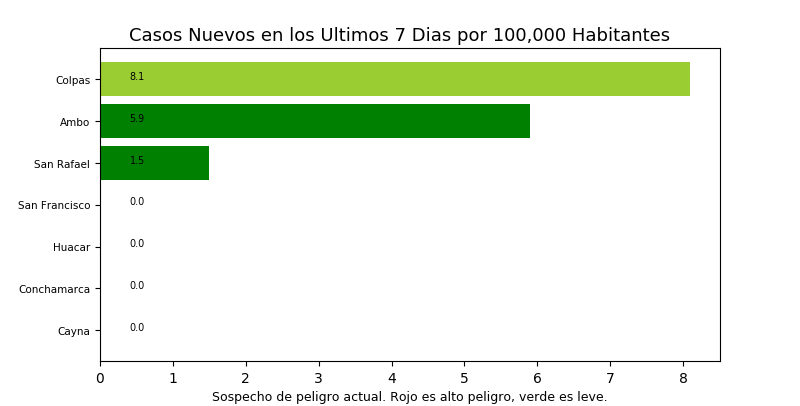 Casos Nuevos en los Ultimos 7 Dias por 100,000 Habitantes
Colpas 8.1
Ambo 5.9
San Rafael 1.5
San Francisco 0.0
Huacar 0.0
Conchamarca 0.0
Cayna 0.0
0 1 2 3 4 5 6 7 8
Sospecho de peligro actual. Rojo es alto peligro, verde es leve.